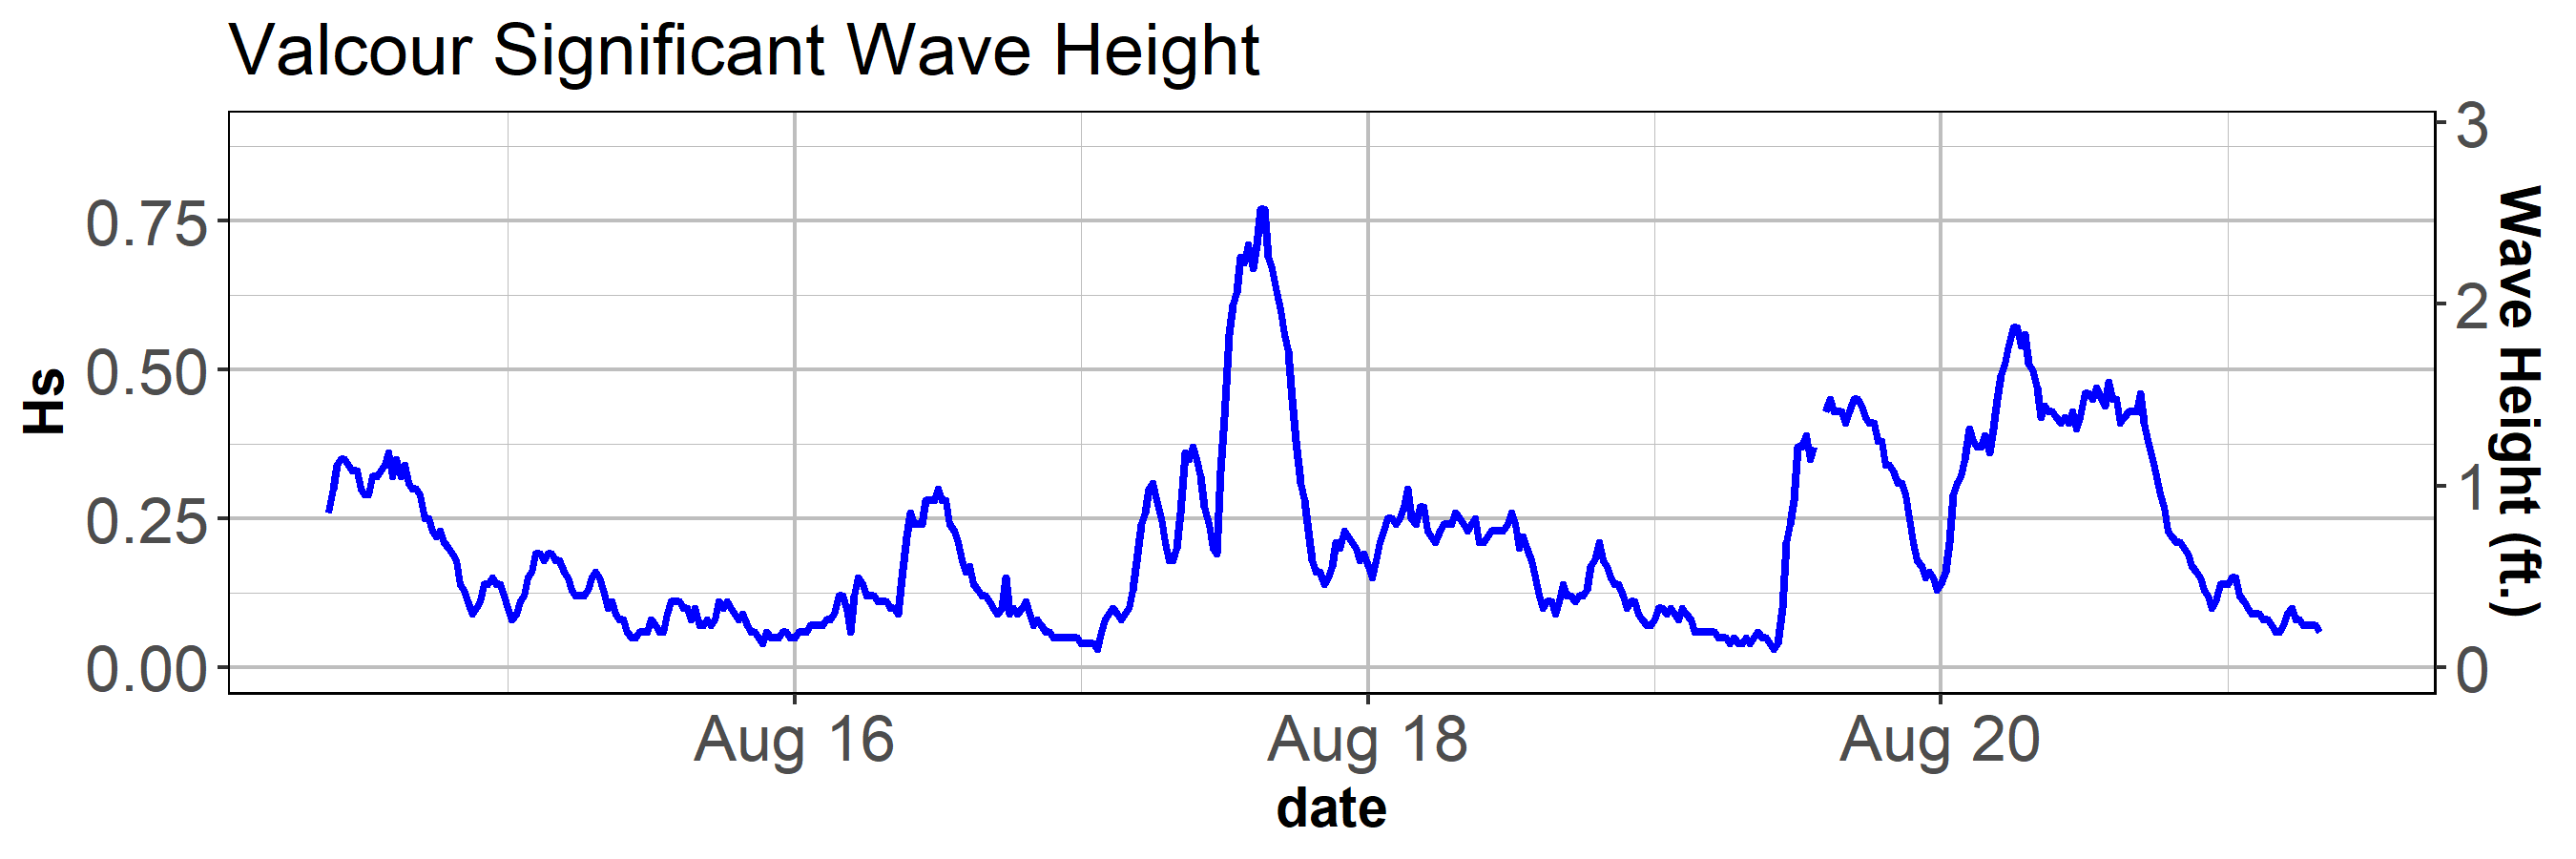 Valcour Significant Wave Height
Hs
0.75
0.50
0.25
0.00
3
2
1
0
Wave Height (ft.)
Aug 16 Aug 18 Aug 20
date